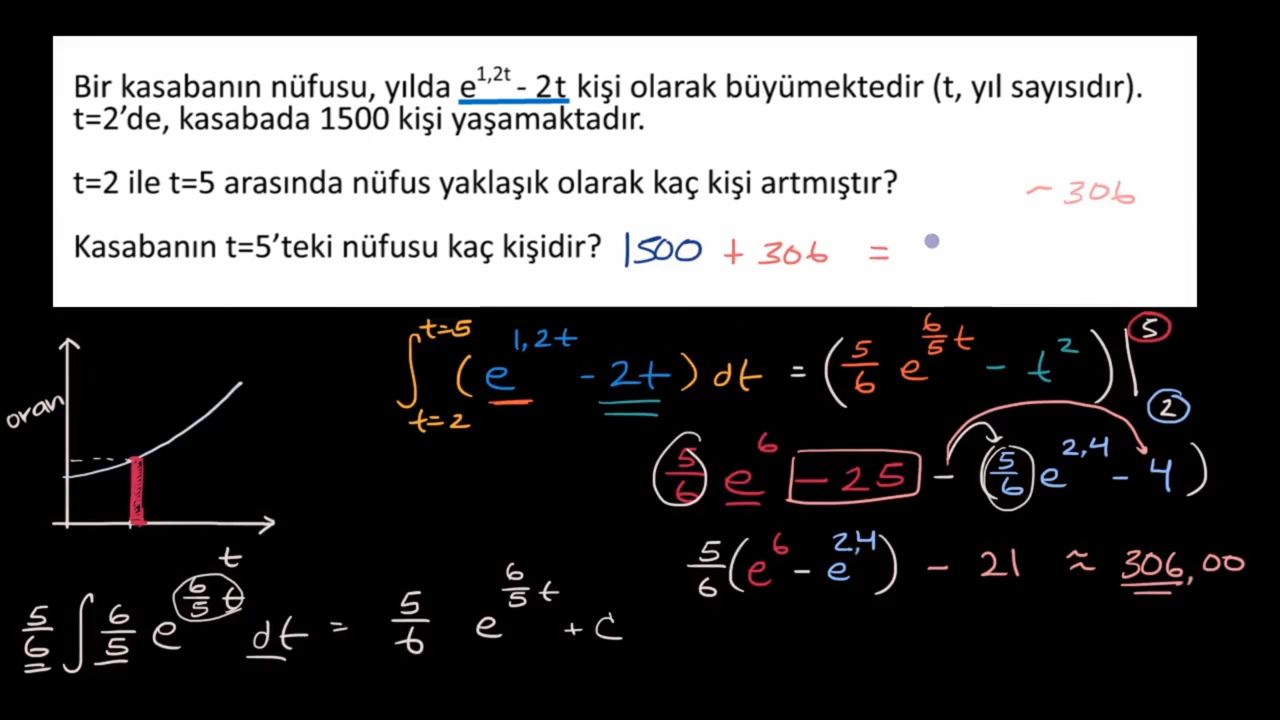 Bir kasabanın nüfusu, yılda e^1,2t - 2t kişi olarak büyümektedir (t, yıl sayısıdır).
t=2'de, kasabada 1500 kişi yaşamaktadır.
t=2 ile t=5 arasında nüfus yaklaşık olarak kaç kişi artmıştır? ~ 306
Kasabanın t=5'teki nüfusu kaç kişidir? 1500 + 306 =
oran
t
∫_{t=2}^{t=5} (e^{1,2t} - 2t) dt = (5/6 e^{6/5 t} - t^2) |_2^5
5/6 e^6 - 25 - (5/6 e^{2,4} - 4)
5/6 (e^6 - e^{2,4}) - 21 ≈ 306,00
5/6 ∫ 6/5 e^{6/5 t} dt = 5/6 e^{6/5 t} + C